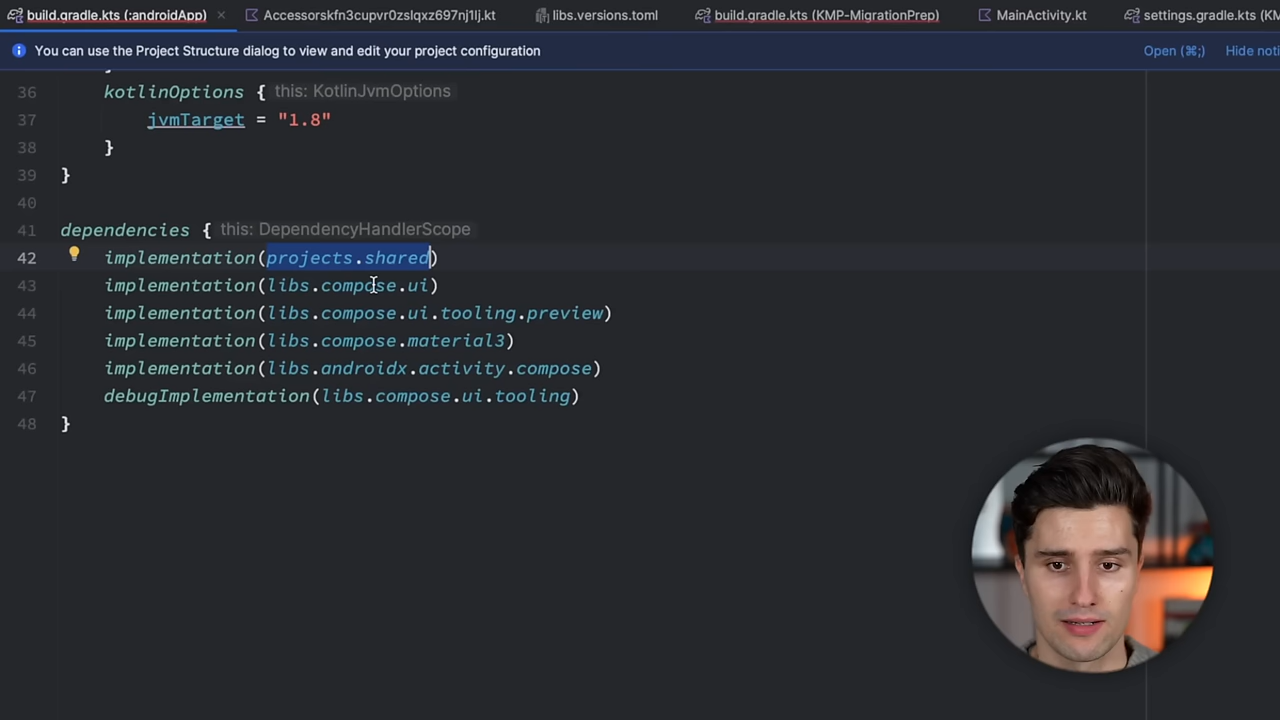 build.gradle.kts (:androidApp)
Accessorskfn3cupvr0zslqxz697nj1lj.kt
libs.versions.toml
build.gradle.kts (KMP-MigrationPrep)
MainActivity.kt
settings.gradle.kts (KM
You can use the Project Structure dialog to view and edit your project configuration
Open (⌘;)
Hide noti
36 kotlinOptions { this: KotlinJvmOptions
37 jvmTarget = "1.8"
38 }
39 }
40
41 dependencies { this: DependencyHandlerScope
42 implementation(projects.shared)
43 implementation(libs.compose.ui)
44 implementation(libs.compose.ui.tooling.preview)
45 implementation(libs.compose.material3)
46 implementation(libs.androidx.activity.compose)
47 debugImplementation(libs.compose.ui.tooling)
48 }